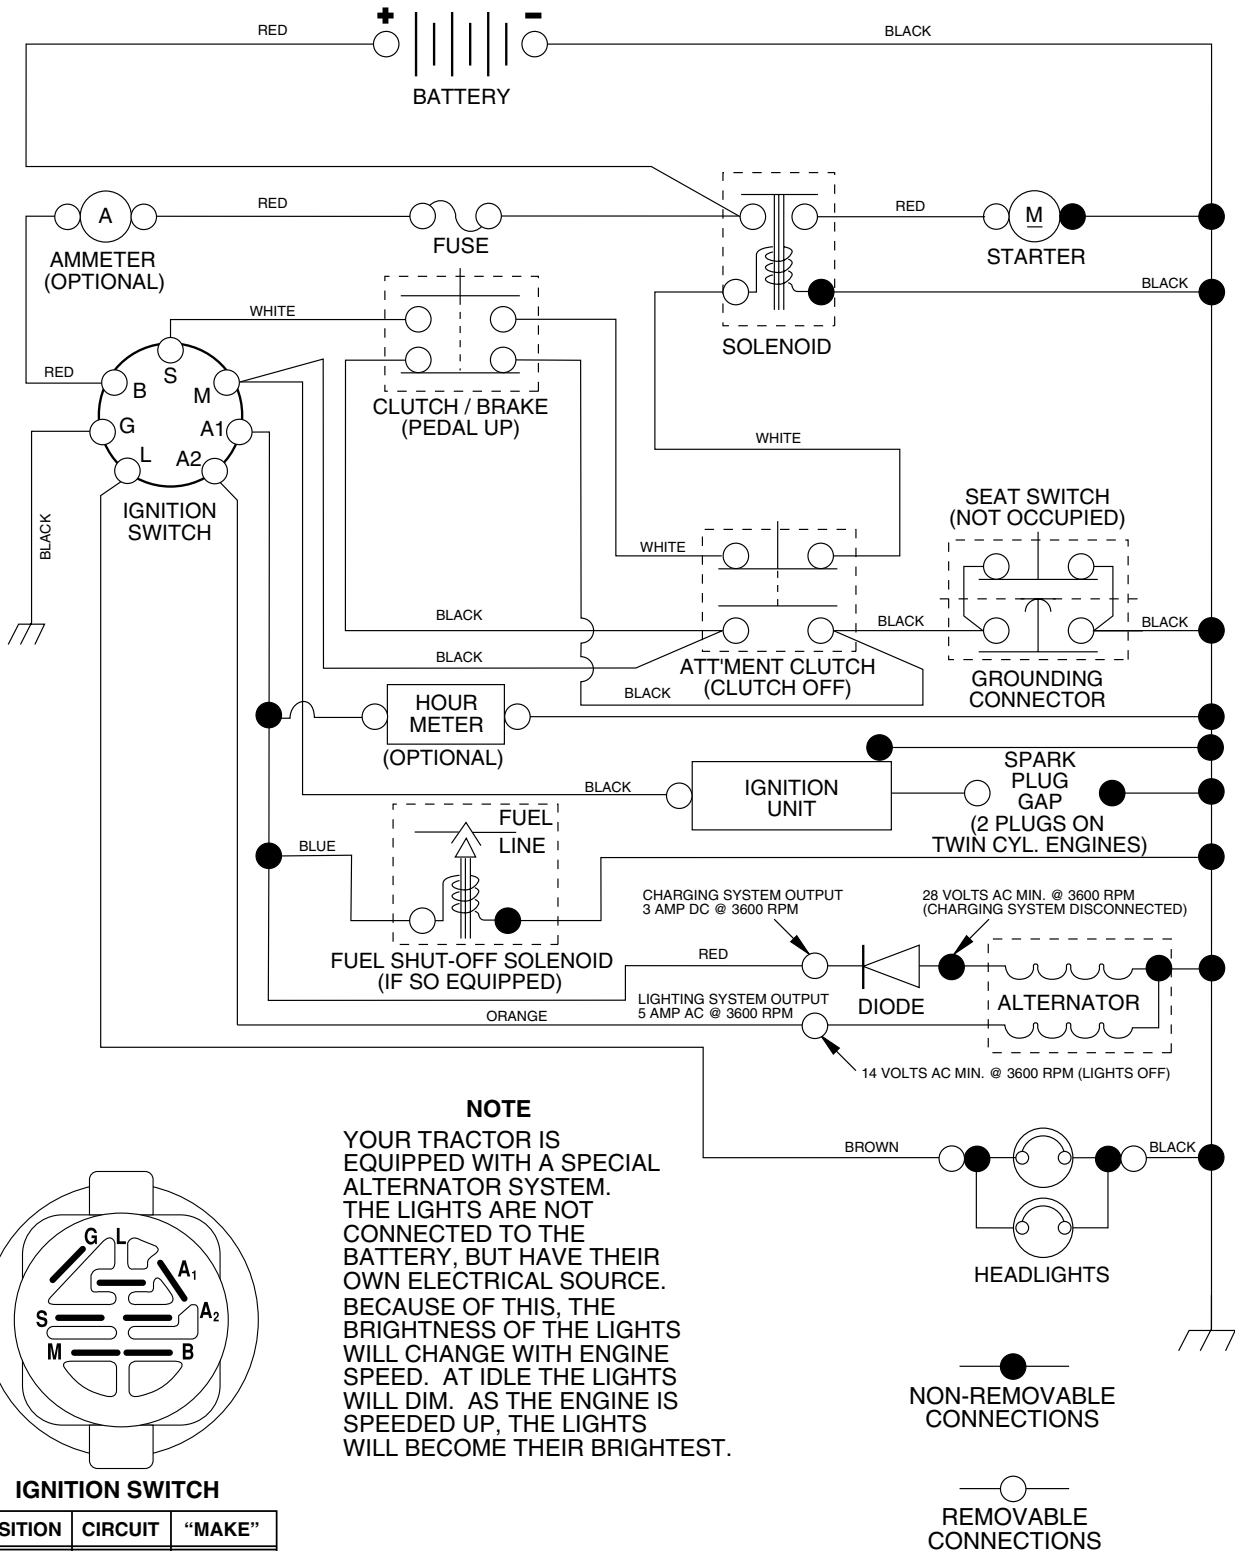 + -
RED
BLACK
BATTERY
A
RED
RED
M
FUSE
AMMETER
(OPTIONAL)
STARTER
BLACK
WHITE
SOLENOID
RED
S
B
M
CLUTCH / BRAKE
(PEDAL UP)
G
A1
L
A2
WHITE
IGNITION
SWITCH
BLACK
SEAT SWITCH
(NOT OCCUPIED)
WHITE
BLACK
BLACK
BLACK
BLACK
ATT'MENT CLUTCH
(CLUTCH OFF)
GROUNDING
CONNECTOR
BLACK
HOUR
METER
(OPTIONAL)
BLACK
IGNITION
UNIT
SPARK
PLUG
GAP
(2 PLUGS ON
TWIN CYL. ENGINES)
FUEL
LINE
BLUE
CHARGING SYSTEM OUTPUT
3 AMP DC @ 3600 RPM
28 VOLTS AC MIN. @ 3600 RPM
(CHARGING SYSTEM DISCONNECTED)
FUEL SHUT-OFF SOLENOID
(IF SO EQUIPPED)
RED
DIODE
ALTERNATOR
LIGHTING SYSTEM OUTPUT
5 AMP AC @ 3600 RPM
ORANGE
14 VOLTS AC MIN. @ 3600 RPM (LIGHTS OFF)
NOTE
YOUR TRACTOR IS
EQUIPPED WITH A SPECIAL
ALTERNATOR SYSTEM.
THE LIGHTS ARE NOT
CONNECTED TO THE
BATTERY, BUT HAVE THEIR
OWN ELECTRICAL SOURCE.
BECAUSE OF THIS, THE
BRIGHTNESS OF THE LIGHTS
WILL CHANGE WITH ENGINE
SPEED. AT IDLE THE LIGHTS
WILL DIM. AS THE ENGINE IS
SPEEDED UP, THE LIGHTS
WILL BECOME THEIR BRIGHTEST.
BROWN
BLACK
HEADLIGHTS
G L
A1
A2
S
M
B
IGNITION SWITCH
SITION CIRCUIT “MAKE”
NON-REMOVABLE
CONNECTIONS
REMOVABLE
CONNECTIONS